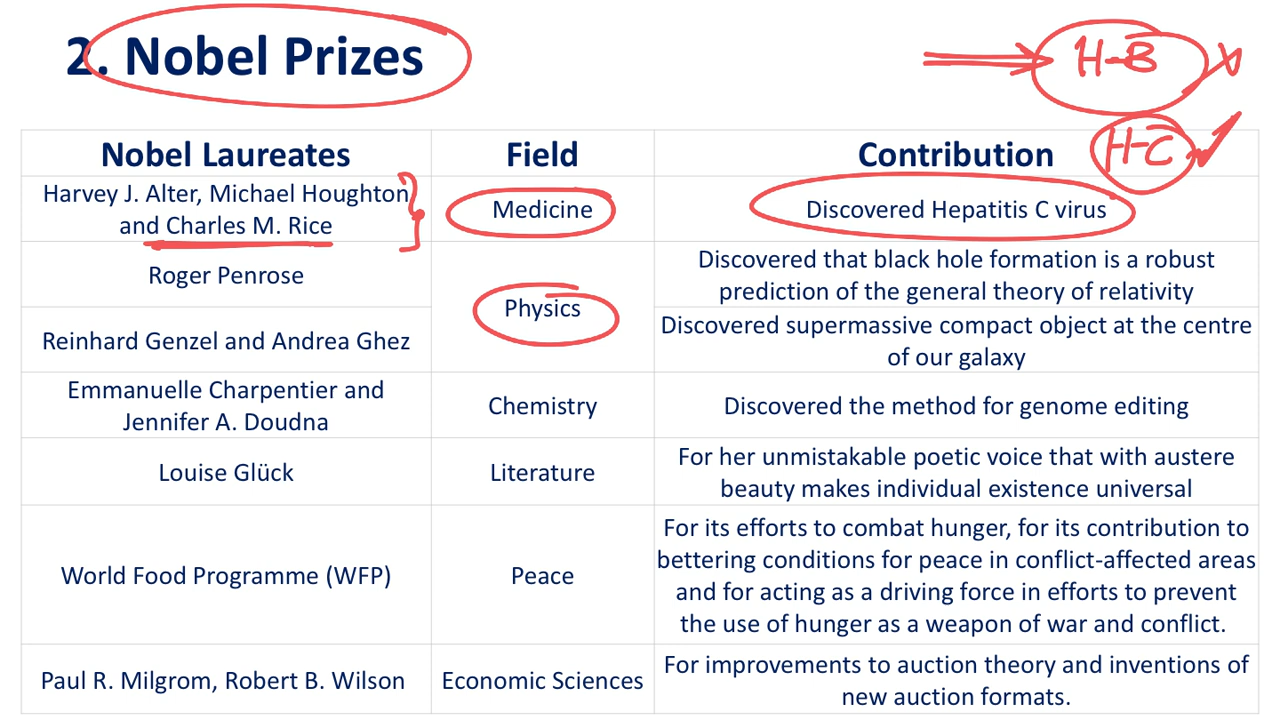 2. Nobel Prizes
H-B
H-C
Nobel Laureates
Field
Contribution
Harvey J. Alter, Michael Houghton
and Charles M. Rice
Medicine
Discovered Hepatitis C virus
Roger Penrose
Physics
Discovered that black hole formation is a robust
prediction of the general theory of relativity
Reinhard Genzel and Andrea Ghez
Discovered supermassive compact object at the centre
of our galaxy
Emmanuelle Charpentier and
Jennifer A. Doudna
Chemistry
Discovered the method for genome editing
Louise Glück
Literature
For her unmistakable poetic voice that with austere
beauty makes individual existence universal
World Food Programme (WFP)
Peace
For its efforts to combat hunger, for its contribution to
bettering conditions for peace in conflict-affected areas
and for acting as a driving force in efforts to prevent
the use of hunger as a weapon of war and conflict.
Paul R. Milgrom, Robert B. Wilson
Economic Sciences
For improvements to auction theory and inventions of
new auction formats.